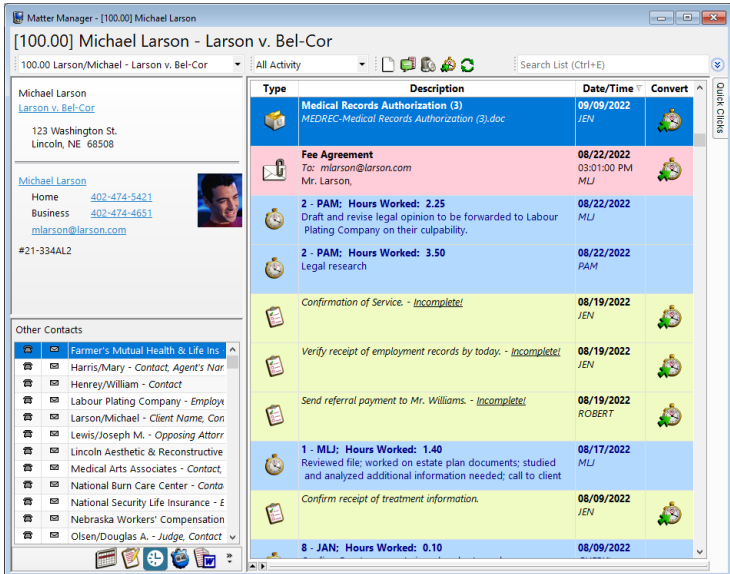 Matter Manager - [100.00] Michael Larson
[100.00] Michael Larson - Larson v. Bel-Cor
100.00 Larson/Michael - Larson v. Bel-Cor
All Activity
Search List (Ctrl+E)
Quick Clicks
Michael Larson
Larson v. Bel-Cor
123 Washington St.
Lincoln, NE 68508
Michael Larson
Home 402-474-5421
Business 402-474-4651
mlarson@larson.com
#21-334AL2
Other Contacts
Farmer's Mutual Health & Life Ins
Harris/Mary - Contact, Agent's Nar
Henrey/William - Contact
Labour Plating Company - Employe
Larson/Michael - Client Name, Con
Lewis/Joseph M. - Opposing Attorr
Lincoln Aesthetic & Reconstructive
Medical Arts Associates - Contact,
National Burn Care Center - Conta
National Security Life Insurance - E
Nebraska Workers' Compensation
Olsen/Douglas A. - Judge, Contact
Type Description Date/Time Convert
Medical Records Authorization (3) 09/09/2022
MEDREC-Medical Records Authorization (3).doc JEN
Fee Agreement 08/22/2022
To: mlarson@larson.com 03:01:00 PM
Mr. Larson, MLJ
2 - PAM; Hours Worked: 2.25 08/22/2022
Draft and revise legal opinion to be forwarded to Labour MLJ
Plating Company on their culpability.
2 - PAM; Hours Worked: 3.50 08/22/2022
Legal research PAM
Confirmation of Service. - Incomplete! 08/19/2022
JEN
Verify receipt of employment records by today. - Incomplete! 08/19/2022
JEN
Send referral payment to Mr. Williams. - Incomplete! 08/19/2022
ROBERT
1 - MLJ; Hours Worked: 1.40 08/17/2022
Reviewed file; worked on estate plan documents; studied MLJ
and analyzed additional information needed; call to client
Confirm receipt of treatment information. 08/09/2022
JEN
8 - JAN; Hours Worked: 0.10 08/09/2022